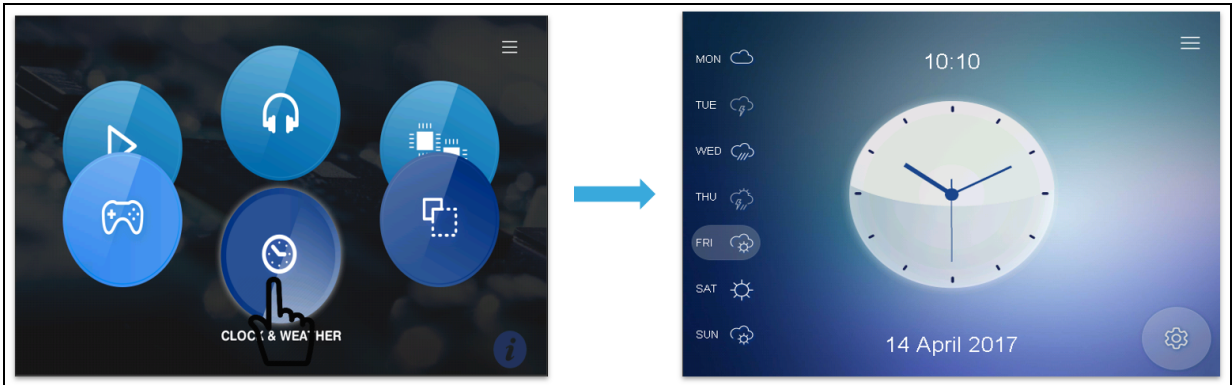 CLOCK & WEATHER
i
MON
10:10
TUE
WED
THU
FRI
SAT
SUN
14 April 2017